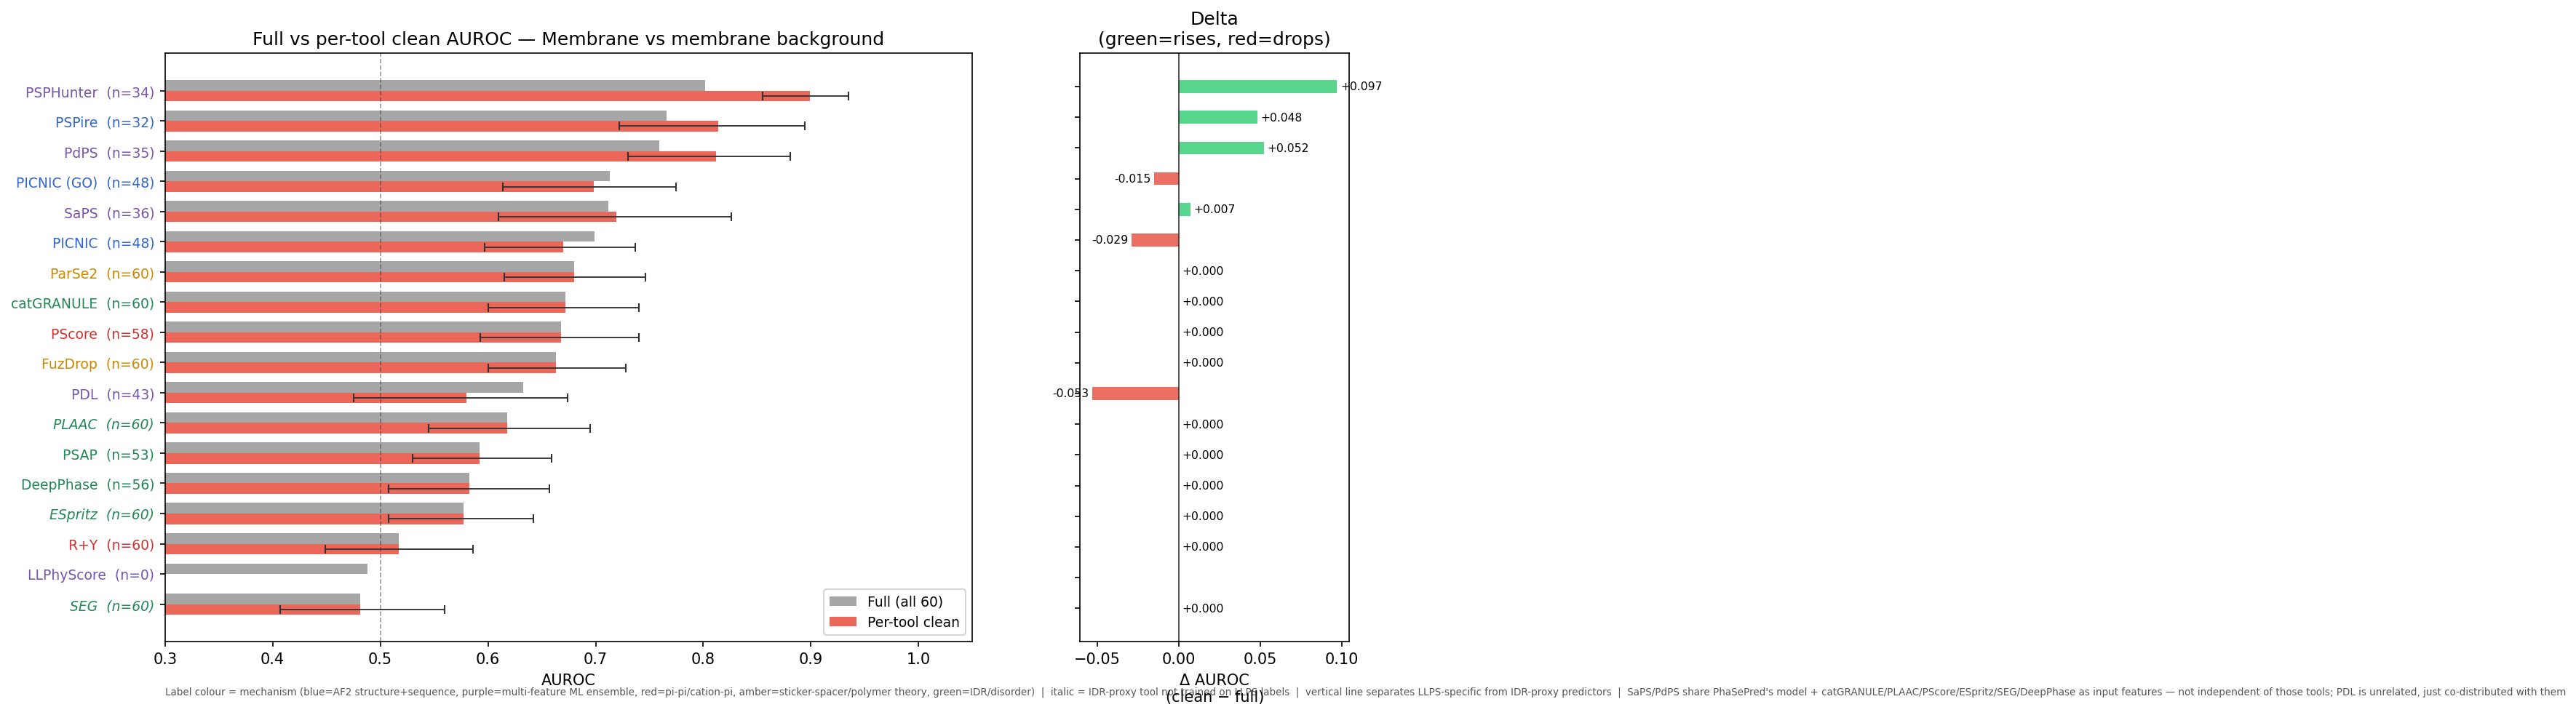 Full vs per-tool clean AUROC — Membrane vs membrane background
PSPHunter (n=34)
PSPire (n=32)
PdPS (n=35)
PICNIC (GO) (n=48)
SaPS (n=36)
PICNIC (n=48)
ParSe2 (n=60)
catGRANULE (n=60)
PScore (n=58)
FuzDrop (n=60)
PDL (n=43)
PLAAC (n=60)
PSAP (n=53)
DeepPhase (n=56)
ESpritz (n=60)
R+Y (n=60)
LLPhyScore (n=0)
SEG (n=60)
Full (all 60)
Per-tool clean
0.3 0.4 0.5 0.6 0.7 0.8 0.9 1.0
AUROC
Delta
(green=rises, red=drops)
+0.097
+0.048
+0.052
-0.015
+0.007
-0.029
+0.000
+0.000
+0.000
+0.000
-0.053
+0.000
+0.000
+0.000
+0.000
+0.000
+0.000
−0.05 0.00 0.05 0.10
Δ AUROC
(clean − full)
Label colour = mechanism (blue=AF2 structure+sequence, purple=multi-feature ML ensemble, red=pi-pi/cation-pi, amber=sticker-spacer/polymer theory, green=IDR/disorder) | italic = IDR-proxy tool not trained on LLPS labels | vertical line separates LLPS-specific from IDR-proxy predictors | SaPS/PdPS share PhaSePred's model + catGRANULE/PLAAC/PScore/ESpritz/SEG/DeepPhase as input features — not independent of those tools; PDL is unrelated, just co-distributed with them